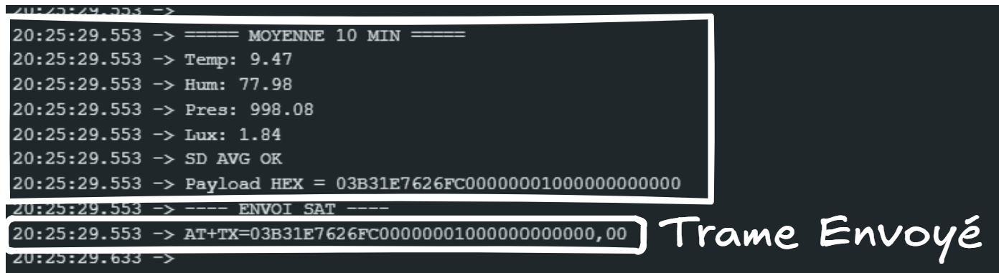 20:25:29.553 ->
20:25:29.553 -> ===== MOYENNE 10 MIN =====
20:25:29.553 -> Temp: 9.47
20:25:29.553 -> Hum: 77.98
20:25:29.553 -> Pres: 998.08
20:25:29.553 -> Lux: 1.84
20:25:29.553 -> SD AVG OK
20:25:29.553 -> Payload HEX = 03B31E7626FC00000001000000000000
20:25:29.553 -> ---- ENVOI SAT ----
20:25:29.553 -> AT+TX=03B31E7626FC00000001000000000000,00
Trame Envoyé
20:25:29.633 ->